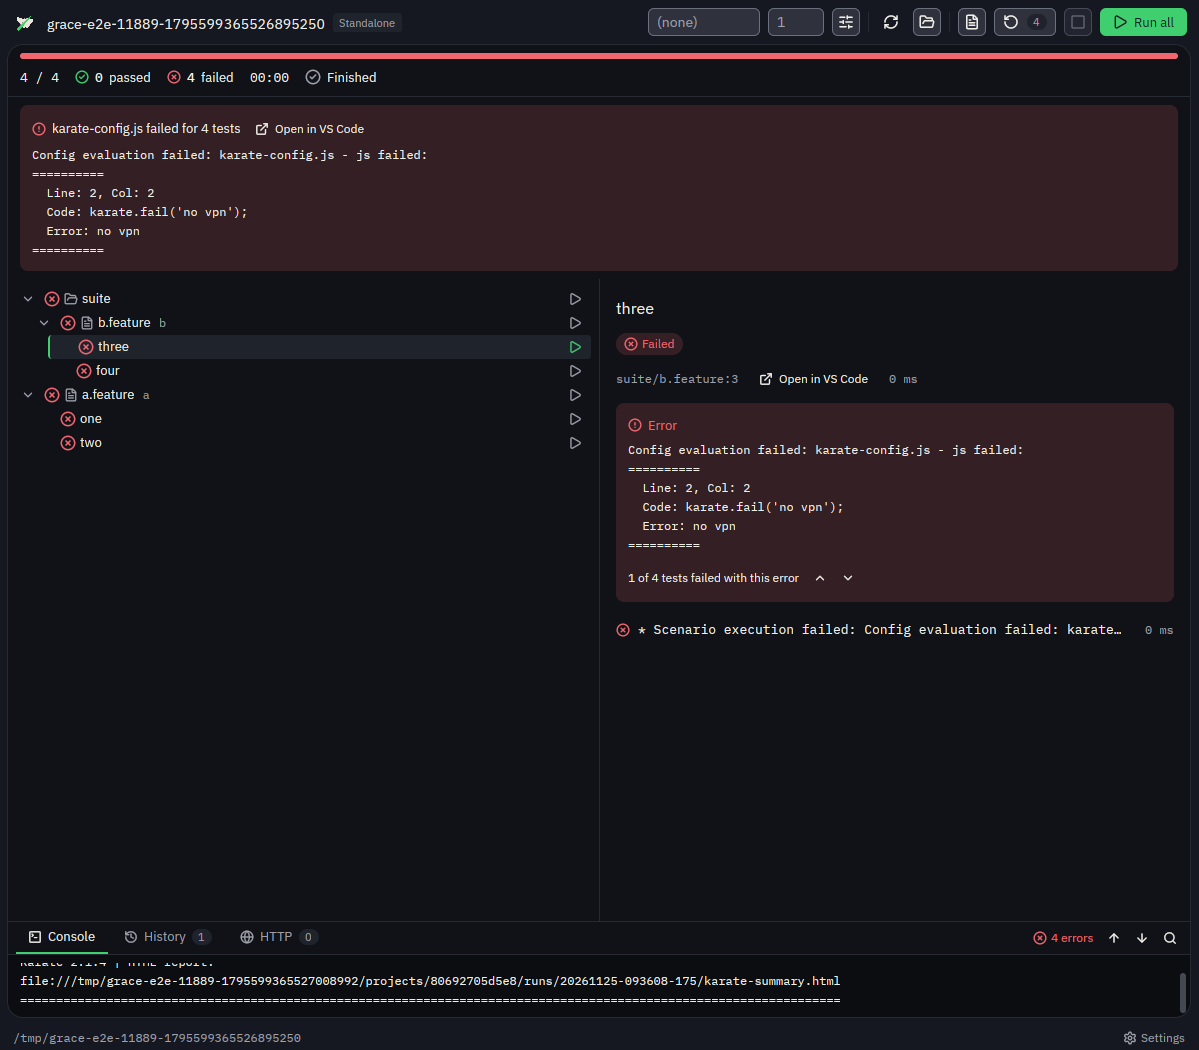 grace-e2e-11889-1795599365526895250 Standalone (none) 1 4 Run all
4 / 4 0 passed 4 failed 00:00 Finished
karate-config.js failed for 4 tests Open in VS Code
Config evaluation failed: karate-config.js - js failed:
==========
Line: 2, Col: 2
Code: karate.fail('no vpn');
Error: no vpn
==========
suite
b.feature b
three
four
a.feature a
one
two
three
Failed
suite/b.feature:3 Open in VS Code 0 ms
Error
Config evaluation failed: karate-config.js - js failed:
==========
Line: 2, Col: 2
Code: karate.fail('no vpn');
Error: no vpn
==========
1 of 4 tests failed with this error
* Scenario execution failed: Config evaluation failed: karate… 0 ms
Console History 1 HTTP 0 4 errors
file:///tmp/grace-e2e-11889-1795599365527008992/projects/80692705d5e8/runs/20261125-093608-175/karate-summary.html
==================================================================================================================
/tmp/grace-e2e-11889-1795599365526895250 Settings